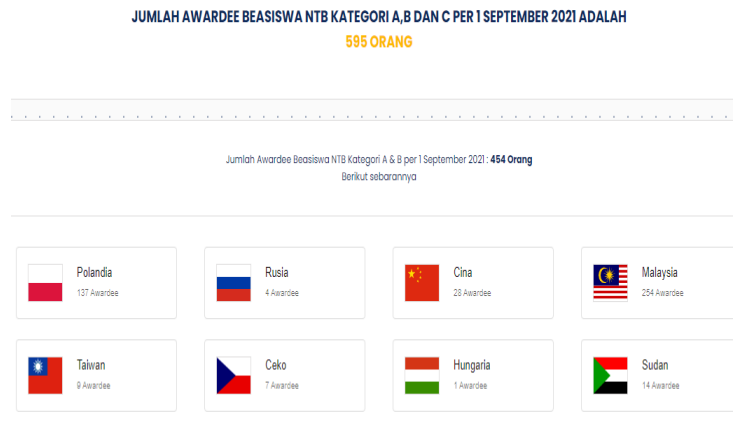 JUMLAH AWARDEE BEASISWA NTB KATEGORI A,B DAN C PER 1 SEPTEMBER 2021 ADALAH
595 ORANG
Jumlah Awardee Beasiswa NTB Kategori A & B per 1 September 2021 : 454 Orang
Berikut sebarannya
Polandia
137 Awardee
Rusia
4 Awardee
Cina
28 Awardee
Malaysia
254 Awardee
Taiwan
9 Awardee
Ceko
7 Awardee
Hungaria
1 Awardee
Sudan
14 Awardee